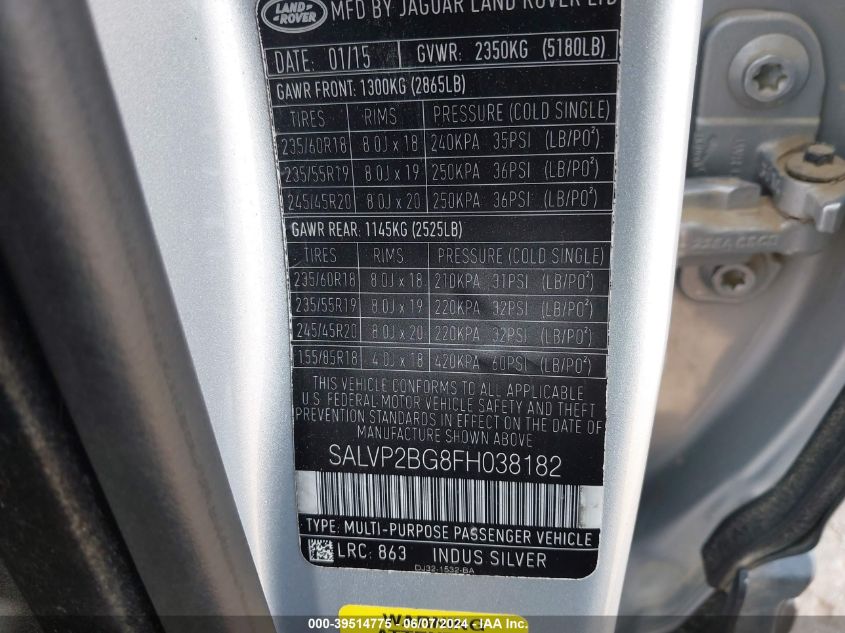 LAND-
ROVER
MFD BY JAGUAR LAND ROVER LTD
DATE: 01/15 GVWR: 2350KG (5180LB)
GAWR FRONT: 1300KG (2865LB)
TIRES RIMS PRESSURE (COLD SINGLE)
235/60R18 8.0J x 18 240KPA 35PSI (LB/PO²)
235/55R19 8.0J x 19 250KPA 36PSI (LB/PO²)
245/45R20 8.0J x 20 250KPA 36PSI (LB/PO²)
GAWR REAR: 1145KG (2525LB)
TIRES RIMS PRESSURE (COLD SINGLE)
235/60R18 8.0J x 18 210KPA 31PSI (LB/PO²)
235/55R19 8.0J x 19 220KPA 32PSI (LB/PO²)
245/45R20 8.0J x 20 220KPA 32PSI (LB/PO²)
155/85R18 4.0J x 18 420KPA 60PSI (LB/PO²)
THIS VEHICLE CONFORMS TO ALL APPLICABLE
U.S. FEDERAL MOTOR VEHICLE SAFETY AND THEFT
PREVENTION STANDARDS IN EFFECT ON THE DATE OF
MANUFACTURE SHOWN ABOVE
SALVP2BG8FH038182
TYPE: MULTI-PURPOSE PASSENGER VEHICLE
LRC: 863 INDUS SILVER
DJ32-1532-BA
WARNING
000-39514775 - 06/07/2024 - IAA Inc.